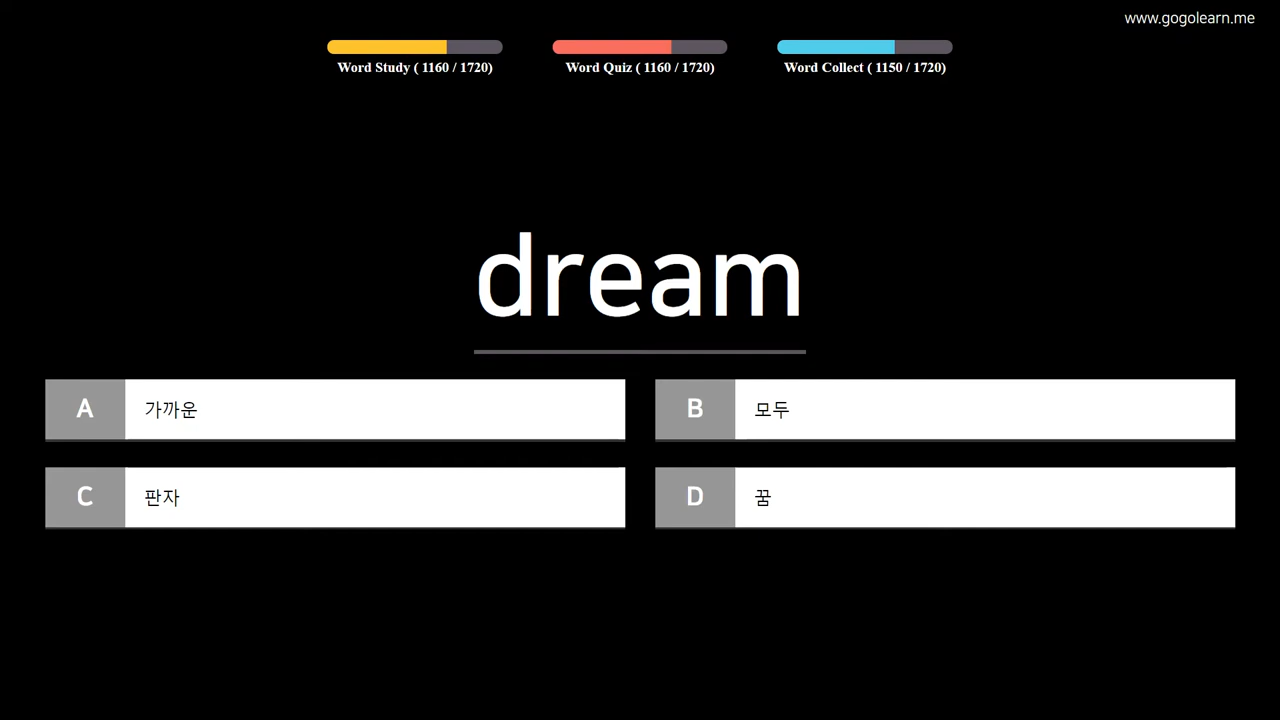 www.gogolearn.me
Word Study ( 1160 / 1720)
Word Quiz ( 1160 / 1720)
Word Collect ( 1150 / 1720)
dream
A 가까운
B 모두
C 판자
D 꿈